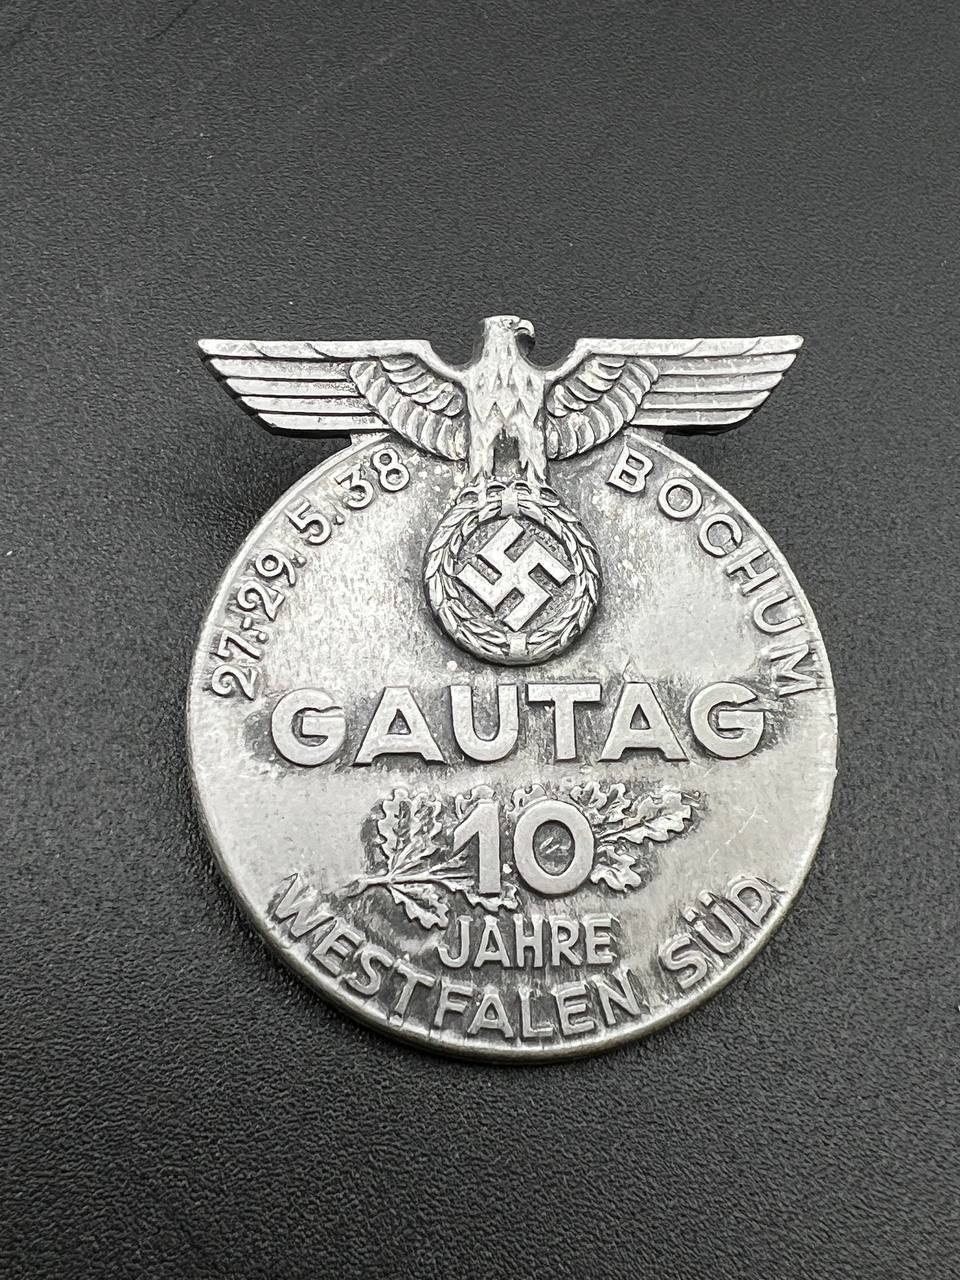 27.-29.5.38
BOCHUM
GAUTAG
10
JAHRE
WESTFALEN SÜD